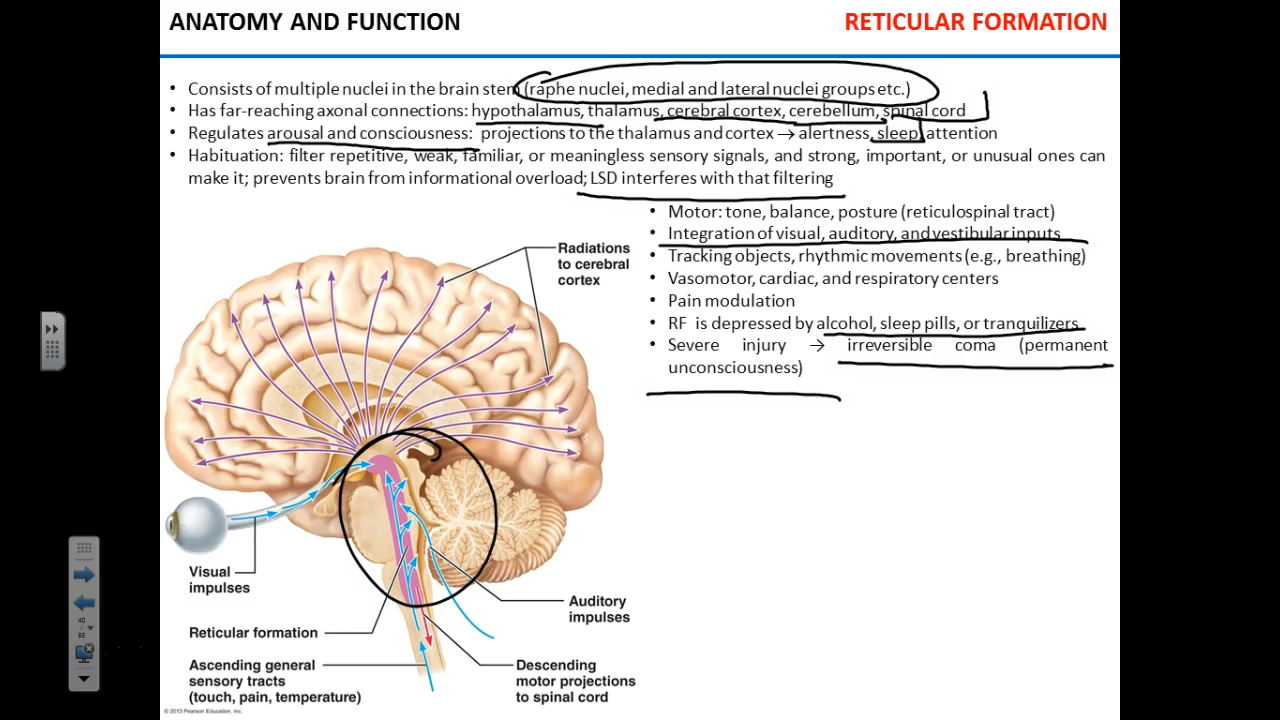 ANATOMY AND FUNCTION
RETICULAR FORMATION
• Consists of multiple nuclei in the brain stem (raphe nuclei, medial and lateral nuclei groups etc.)
• Has far-reaching axonal connections: hypothalamus, thalamus, cerebral cortex, cerebellum, spinal cord
• Regulates arousal and consciousness: projections to the thalamus and cortex → alertness, sleep, attention
• Habituation: filter repetitive, weak, familiar, or meaningless sensory signals, and strong, important, or unusual ones can
make it; prevents brain from informational overload; LSD interferes with that filtering
• Motor: tone, balance, posture (reticulospinal tract)
• Integration of visual, auditory, and vestibular inputs
• Tracking objects, rhythmic movements (e.g., breathing)
• Vasomotor, cardiac, and respiratory centers
• Pain modulation
• RF is depressed by alcohol, sleep pills, or tranquilizers
• Severe injury → irreversible coma (permanent
unconsciousness)
Radiations
to cerebral
cortex
Visual
impulses
Auditory
impulses
Reticular formation
Ascending general
sensory tracts
(touch, pain, temperature)
Descending
motor projections
to spinal cord
© 2013 Pearson Education, Inc.
40
/
88